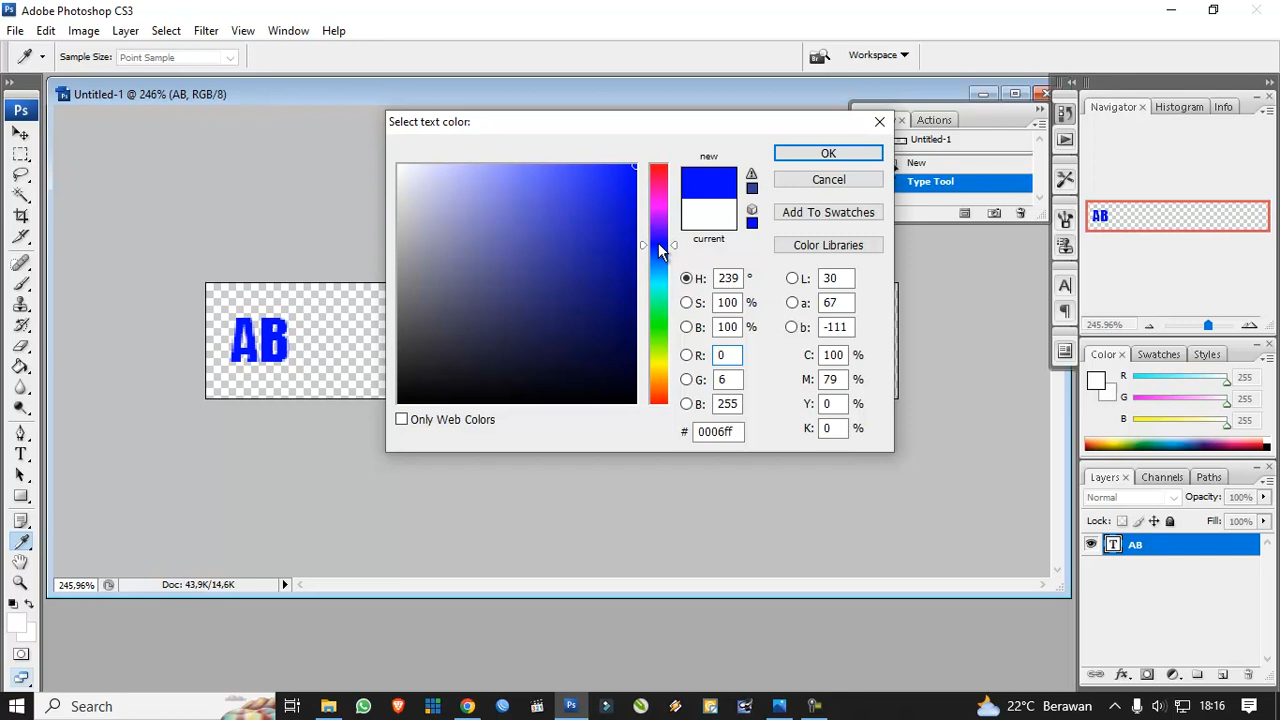 Ps Adobe Photoshop CS3
File Edit Image Layer Select Filter View Window Help
Sample Size: Point Sample Workspace
Ps Untitled-1 @ 246% (AB, RGB/8)
Navigator × Histogram Info
Actions
Untitled-1
New
Type Tool
Select text color:
new
current
OK
Cancel
Add To Swatches
Color Libraries
H: 239 ° L: 30
S: 100 % a: 67
B: 100 % b: -111
R: 0 C: 100 %
G: 6 M: 79 %
B: 255 Y: 0 %
# 0006ff K: 0 %
Only Web Colors
AB
AB
245.96%
Color × Swatches Styles
R 255
G 255
B 255
Layers × Channels Paths
Normal Opacity: 100%
Lock: Fill: 100%
T AB
245,96% Doc: 43,9K/14,6K
Search
22°C Berawan 18:16